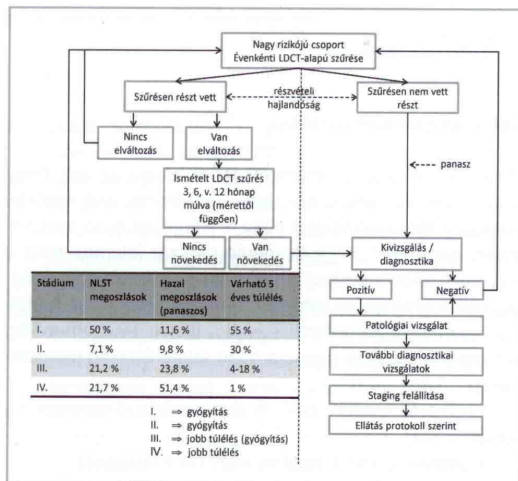 Nagy rizikójú csoport
Évenkénti LDCT-alapú szűrése
Szűrésen részt vett
részvételi
hajlandóság
Szűrésen nem vett
részt
Nincs
elváltozás
Van
elváltozás
panasz
Ismételt LDCT szűrés
3, 6, v. 12 hónap
múlva (mérettől
függően)
Nincs
növekedés
Van
növekedés
Kivizsgálás /
diagnosztika
Pozitív
Negatív
Patológiai vizsgálat
További diagnosztikai
vizsgálatok
Staging felállítása
Ellátás protokoll szerint
Stádium NLST megoszlások Hazai megoszlások (panaszos) Várható 5 éves túlélés
I. 50 % 11,6 % 55 %
II. 7,1 % 9,8 % 30 %
III. 21,2 % 23,8 % 4-18 %
IV. 21,7 % 51,4 % 1 %
I. ⇒ gyógyítás
II. ⇒ gyógyítás
III. ⇒ jobb túlélés (gyógyítás)
IV. ⇒ jobb túlélés